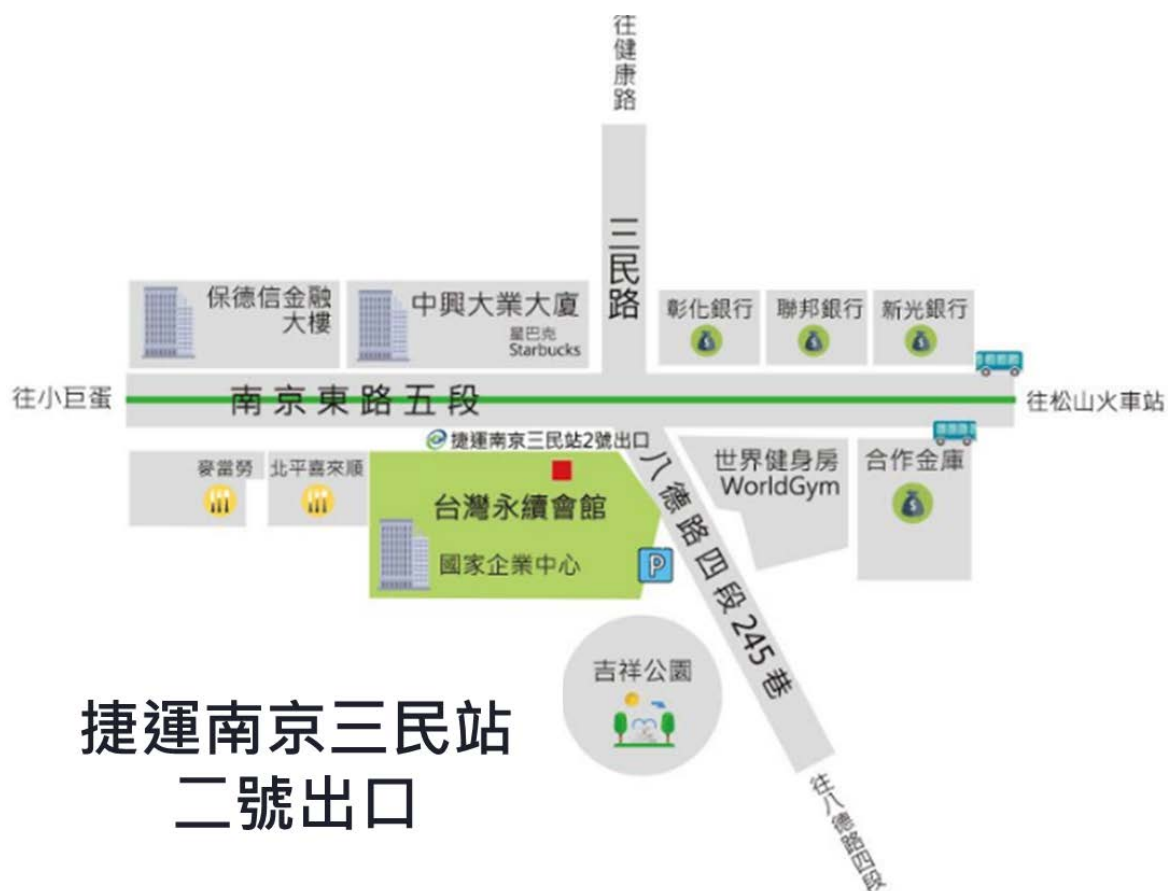 往健康路
三民路
保德信金融
大樓
中興大業大廈
星巴克
Starbucks
彰化銀行
聯邦銀行
新光銀行
往小巨蛋
南京東路五段
往松山火車站
捷運南京三民站2號出口
麥當勞
北平喜來順
台灣永續會館
國家企業中心
P
八德路四段245巷
世界健身房
WorldGym
合作金庫
吉祥公園
往八德路四段
捷運南京三民站
二號出口